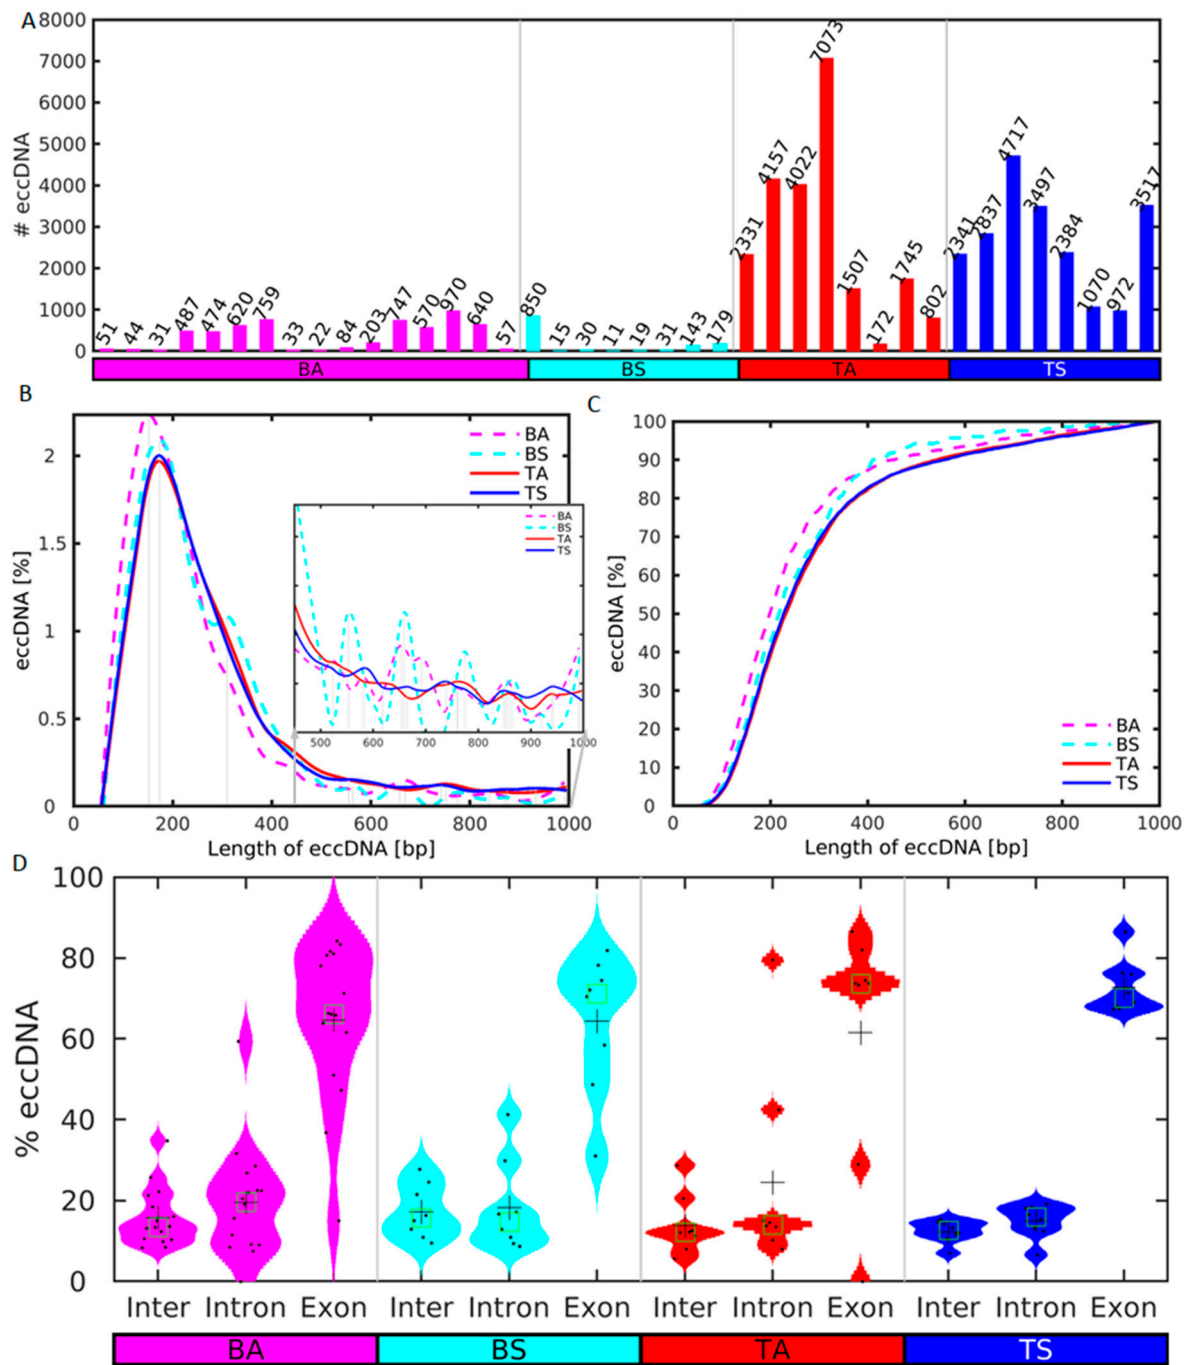 A
8000
7000
6000
5000
4000
3000
2000
1000
0
# eccDNA
51 44 31 487 474 620 759 33 22 84 203 747 570 970 640 57 850 15 30 11 19 31 143 179 2331 4157 4022 7073 1507 172 1745 802 2341 2837 4717 3497 2384 1070 972 3517
BA BS TA TS
B
2
1.5
1
0.5
0
eccDNA [%]
BA
BS
TA
TS
BA
BS
TA
TS
500 600 700 800 900 1000
0 200 400 600 800 1000
Length of eccDNA [bp]
C
100
90
80
70
60
50
40
30
20
10
0
eccDNA [%]
BA
BS
TA
TS
0 200 400 600 800 1000
Length of eccDNA [bp]
D
100
80
60
40
20
0
% eccDNA
Inter Intron Exon Inter Intron Exon Inter Intron Exon Inter Intron Exon
BA BS TA TS